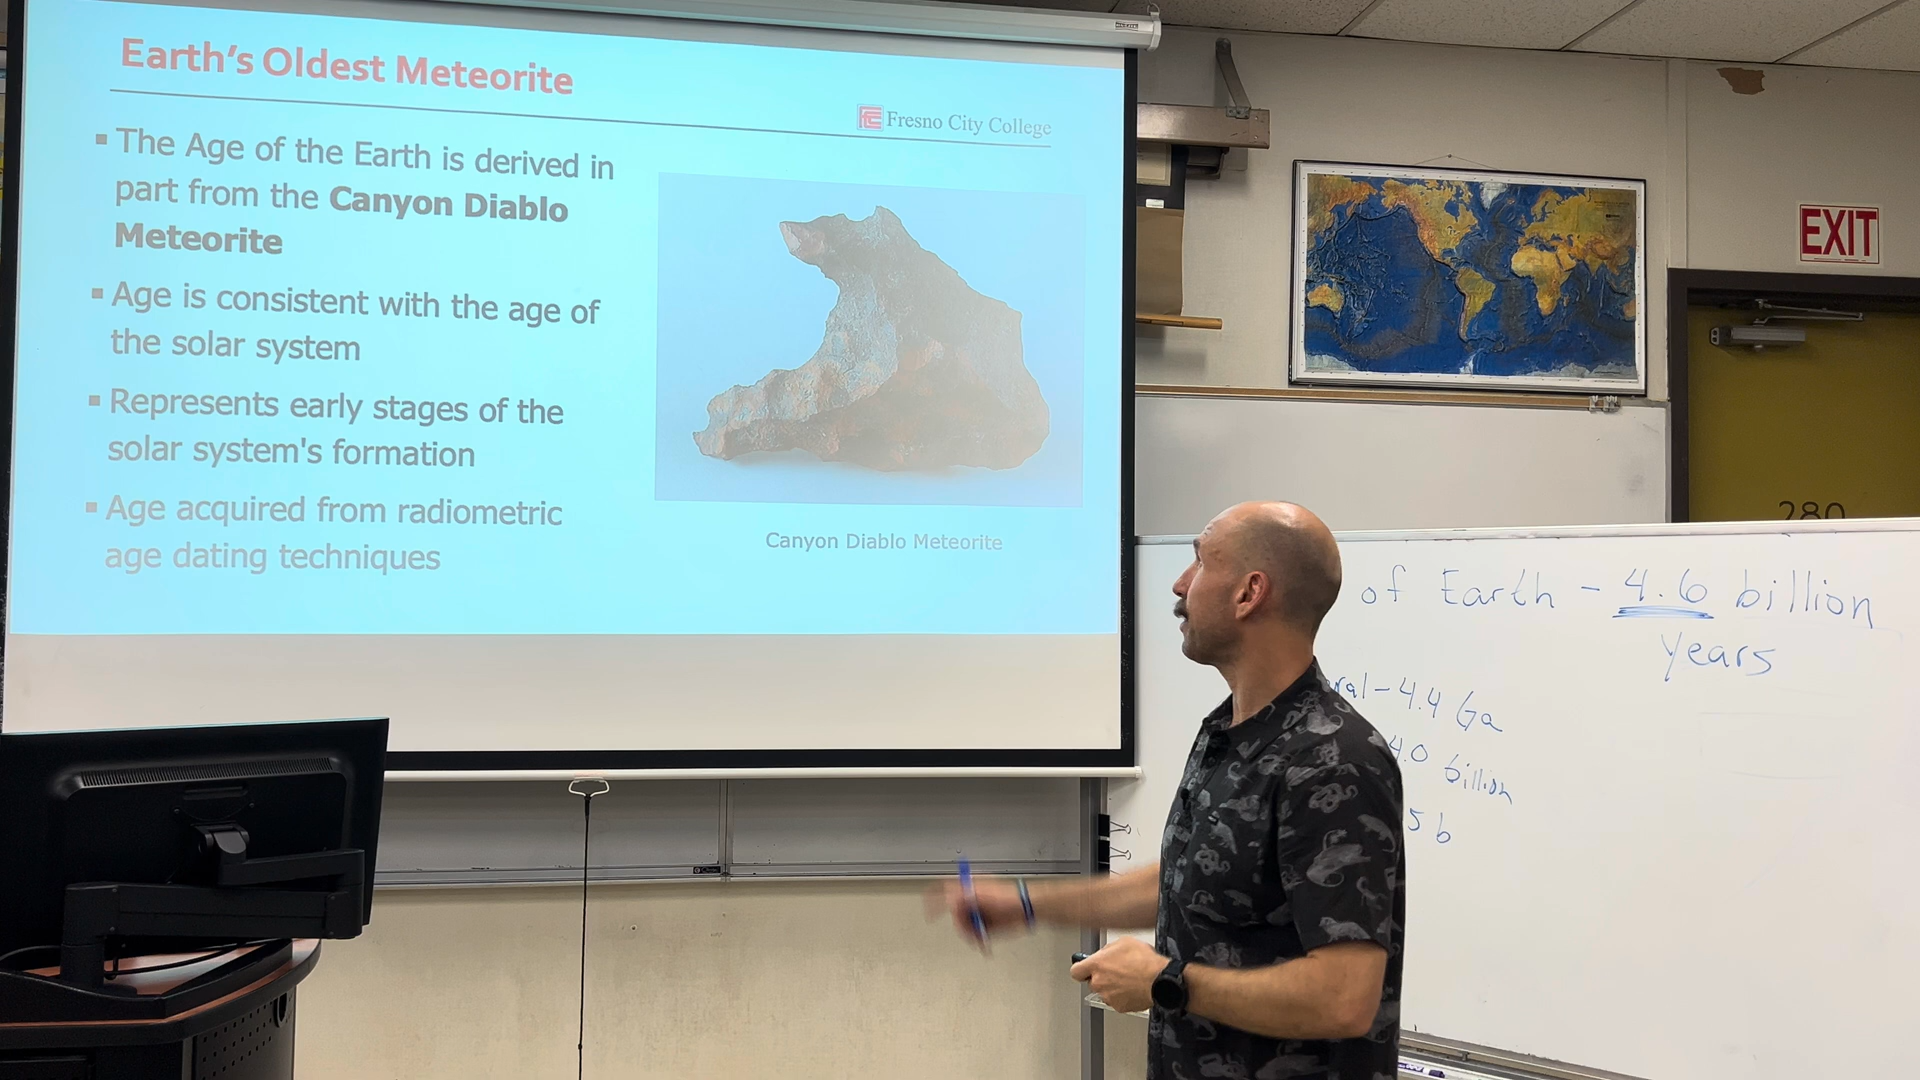 Earth's Oldest Meteorite
Fresno City College
▪ The Age of the Earth is derived in
part from the Canyon Diablo
Meteorite
▪ Age is consistent with the age of
the solar system
▪ Represents early stages of the
solar system's formation
▪ Age acquired from radiometric
age dating techniques
Canyon Diablo Meteorite
EXIT
280
of Earth - 4.6 billion
years
ral - 4.4 Ga
4.0 billion
5 b